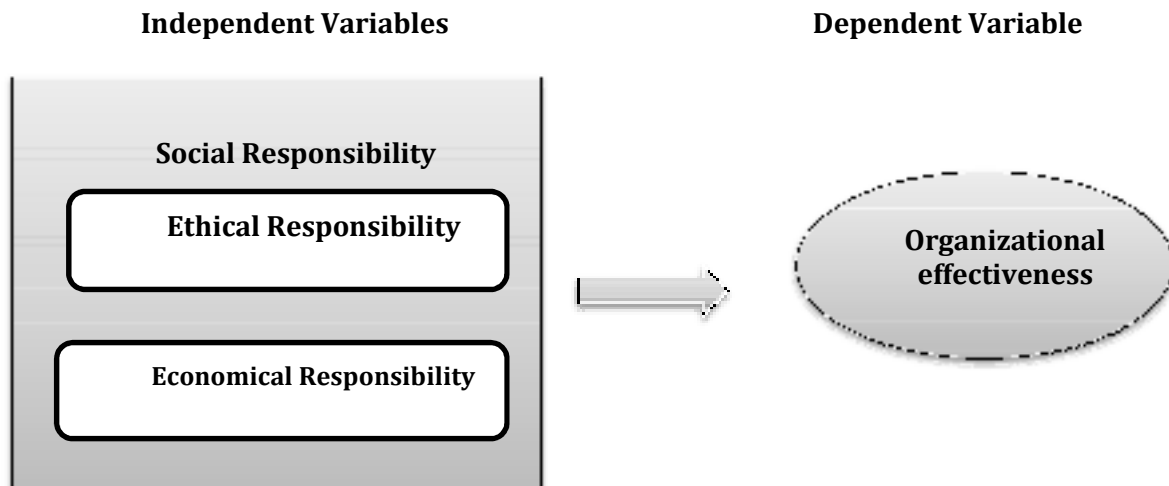 Independent Variables
Dependent Variable
Social Responsibility
Ethical Responsibility
Economical Responsibility
Organizational
effectiveness